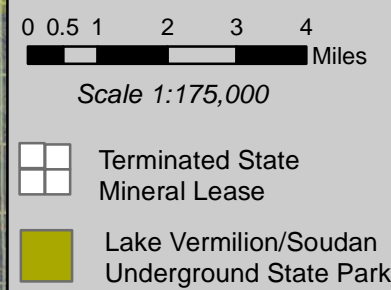 0 0.5 1 2 3 4
Miles
Scale 1:175,000
Terminated State
Mineral Lease
Lake Vermilion/Soudan
Underground State Park